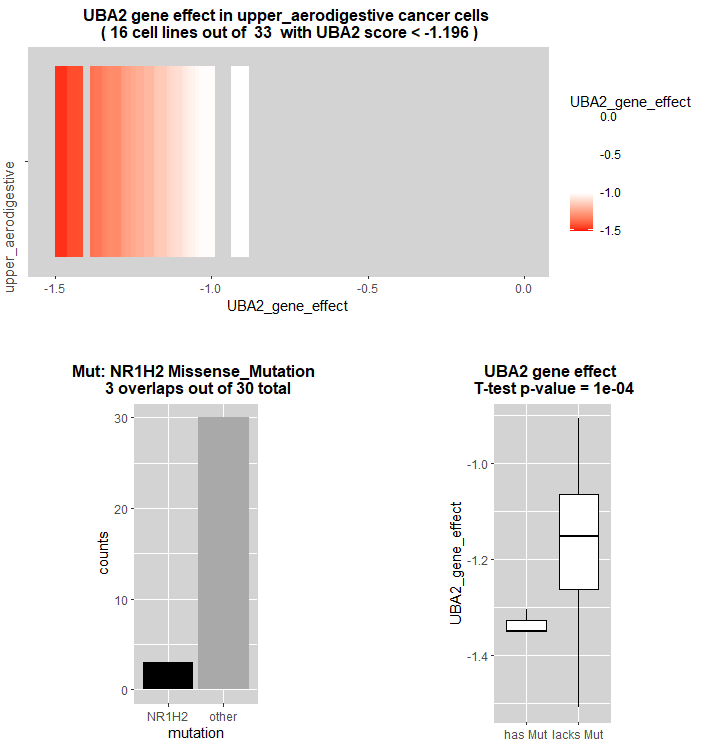 UBA2 gene effect in upper_aerodigestive cancer cells
( 16 cell lines out of  33  with UBA2 score < -1.196 )
upper_aerodigestive
-1.5
-1.0
-0.5
0.0
UBA2_gene_effect
UBA2_gene_effect
0.0
-0.5
-1.0
-1.5
Mut: NR1H2 Missense_Mutation
3 overlaps out of 30 total
counts
30
20
10
0
NR1H2
other
mutation
UBA2 gene effect
T-test p-value = 1e-04
UBA2_gene_effect
-1.0
-1.2
-1.4
has Mut
lacks Mut